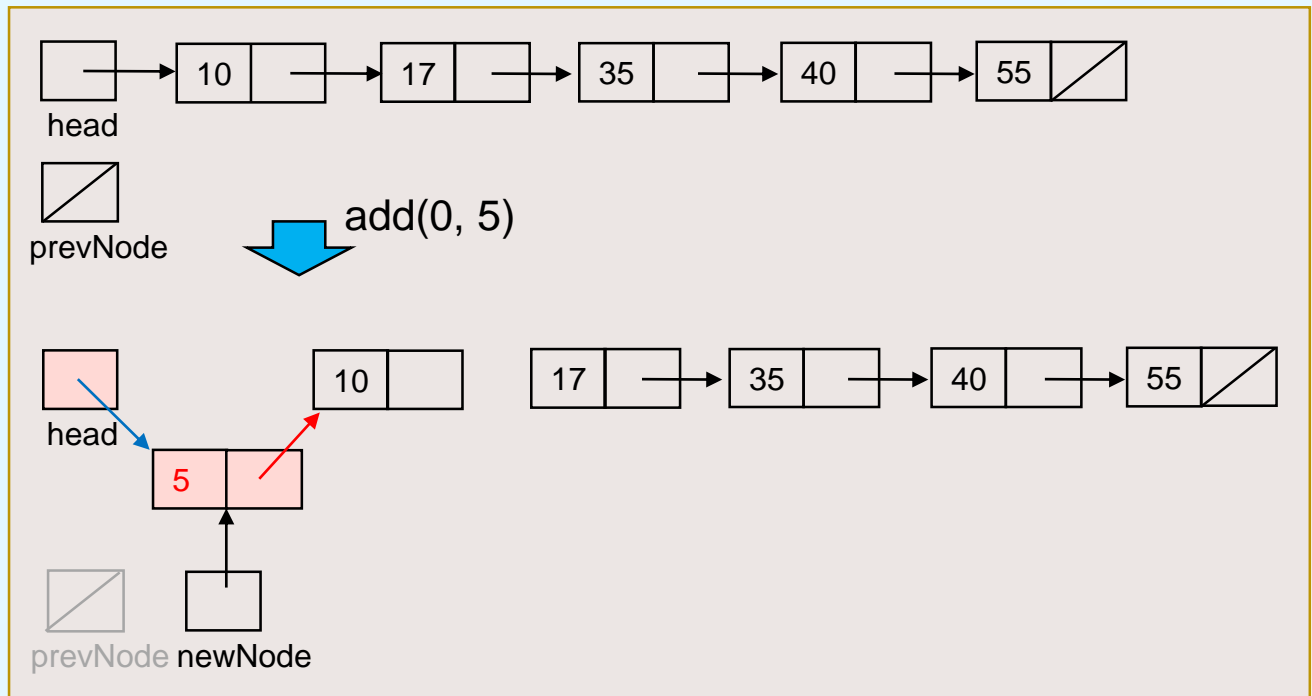 10 17 35 40 55
head
prevNode
add(0, 5)
10 17 35 40 55
head
5
prevNode newNode